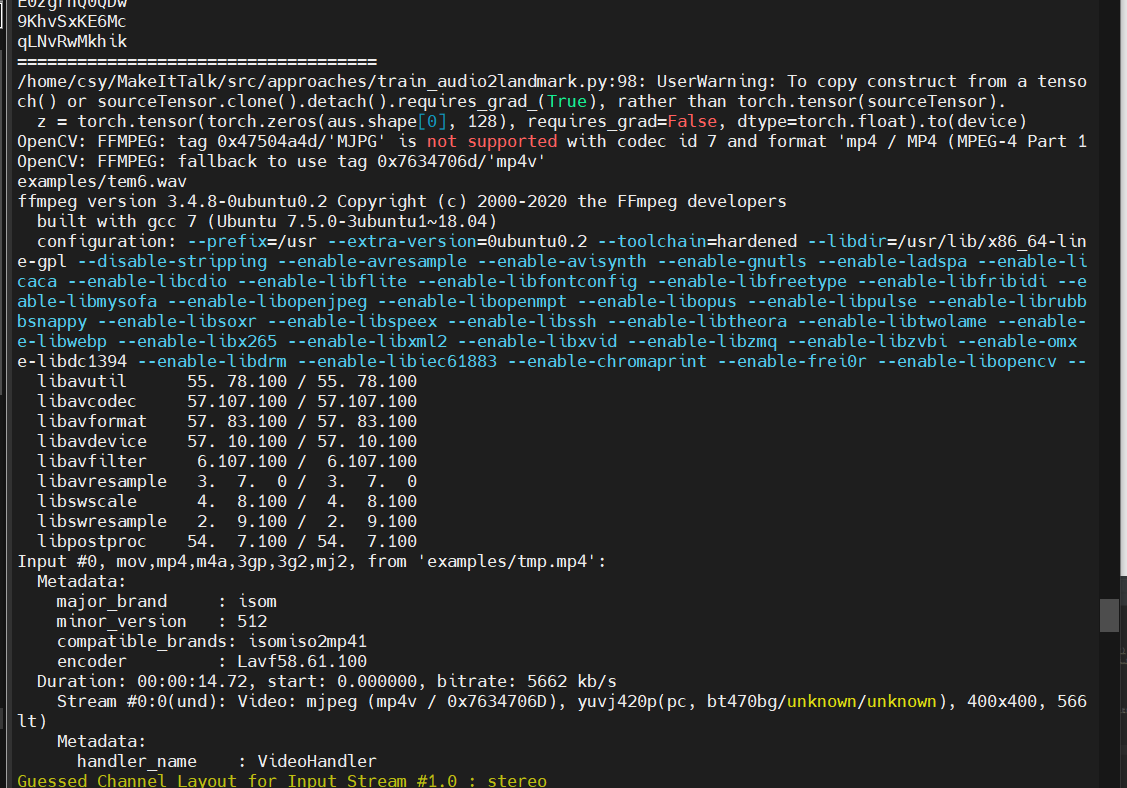 E0zgrnQ0QDw
9KhvSxKE6Mc
qLNvRwMkhik
====================================
/home/csy/MakeItTalk/src/approaches/train_audio2landmark.py:98: UserWarning: To copy construct from a tenso
ch() or sourceTensor.clone().detach().requires_grad_(True), rather than torch.tensor(sourceTensor).
  z = torch.tensor(torch.zeros(aus.shape[0], 128), requires_grad=False, dtype=torch.float).to(device)
OpenCV: FFMPEG: tag 0x47504a4d/'MJPG' is not supported with codec id 7 and format 'mp4 / MP4 (MPEG-4 Part 1
OpenCV: FFMPEG: fallback to use tag 0x7634706d/'mp4v'
examples/tem6.wav
ffmpeg version 3.4.8-0ubuntu0.2 Copyright (c) 2000-2020 the FFmpeg developers
  built with gcc 7 (Ubuntu 7.5.0-3ubuntu1~18.04)
  configuration: --prefix=/usr --extra-version=0ubuntu0.2 --toolchain=hardened --libdir=/usr/lib/x86_64-lin
e-gpl --disable-stripping --enable-avresample --enable-avisynth --enable-gnutls --enable-ladspa --enable-li
caca --enable-libcdio --enable-libflite --enable-libfontconfig --enable-libfreetype --enable-libfribidi --e
able-libmysofa --enable-libopenjpeg --enable-libopenmpt --enable-libopus --enable-libpulse --enable-librubb
bsnappy --enable-libsoxr --enable-libspeex --enable-libssh --enable-libtheora --enable-libtwolame --enable-
e-libwebp --enable-libx265 --enable-libxml2 --enable-libxvid --enable-libzmq --enable-libzvbi --enable-omx
e-libdc1394 --enable-libdrm --enable-libiec61883 --enable-chromaprint --enable-frei0r --enable-libopencv --
  libavutil      55. 78.100 / 55. 78.100
  libavcodec     57.107.100 / 57.107.100
  libavformat    57. 83.100 / 57. 83.100
  libavdevice    57. 10.100 / 57. 10.100
  libavfilter     6.107.100 /  6.107.100
  libavresample   3.  7.  0 /  3.  7.  0
  libswscale      4.  8.100 /  4.  8.100
  libswresample   2.  9.100 /  2.  9.100
  libpostproc    54.  7.100 / 54.  7.100
Input #0, mov,mp4,m4a,3gp,3g2,mj2, from 'examples/tmp.mp4':
  Metadata:
    major_brand     : isom
    minor_version   : 512
    compatible_brands: isomiso2mp41
    encoder         : Lavf58.61.100
  Duration: 00:00:14.72, start: 0.000000, bitrate: 5662 kb/s
    Stream #0:0(und): Video: mjpeg (mp4v / 0x7634706D), yuvj420p(pc, bt470bg/unknown/unknown), 400x400, 566
lt)
    Metadata:
      handler_name    : VideoHandler
Guessed Channel Layout for Input Stream #1.0 : stereo